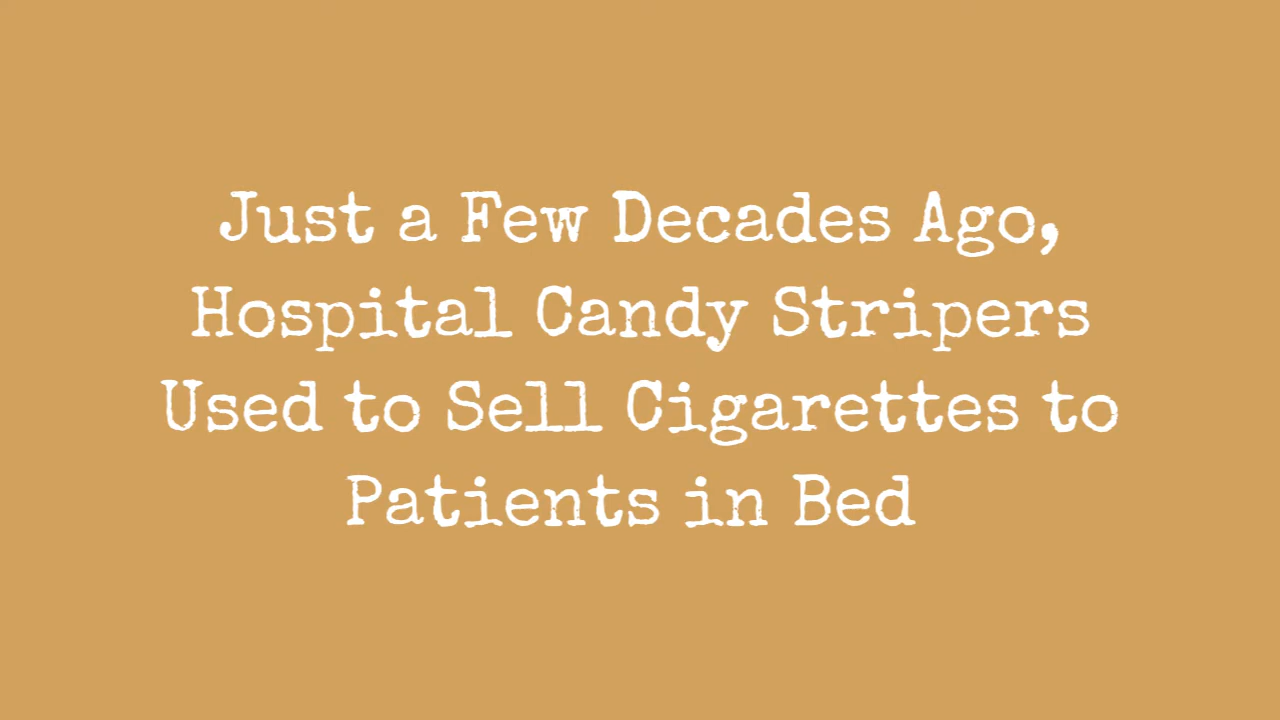 Just a Few Decades Ago,
Hospital Candy Stripers
Used to Sell Cigarettes to
Patients in Bed